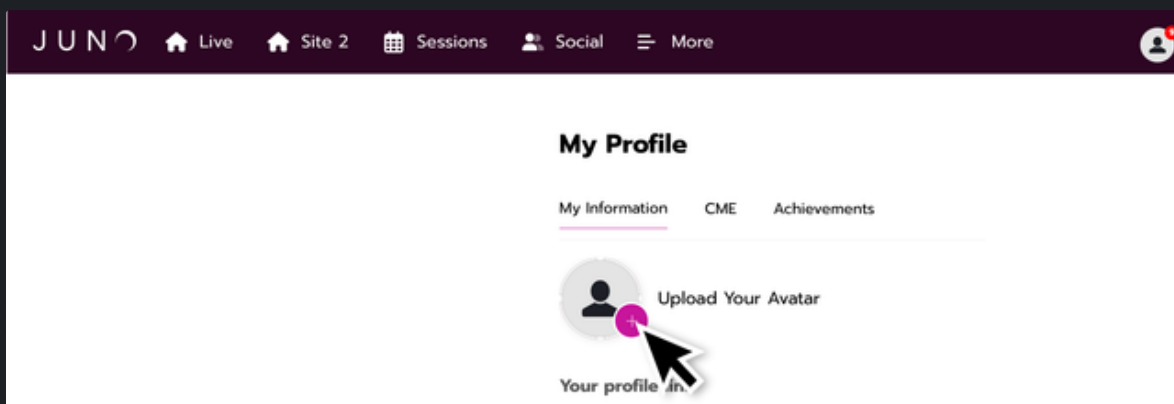 JUNO Live Site 2 Sessions Social More
My Profile
My Information CME Achievements
Upload Your Avatar
Your profile